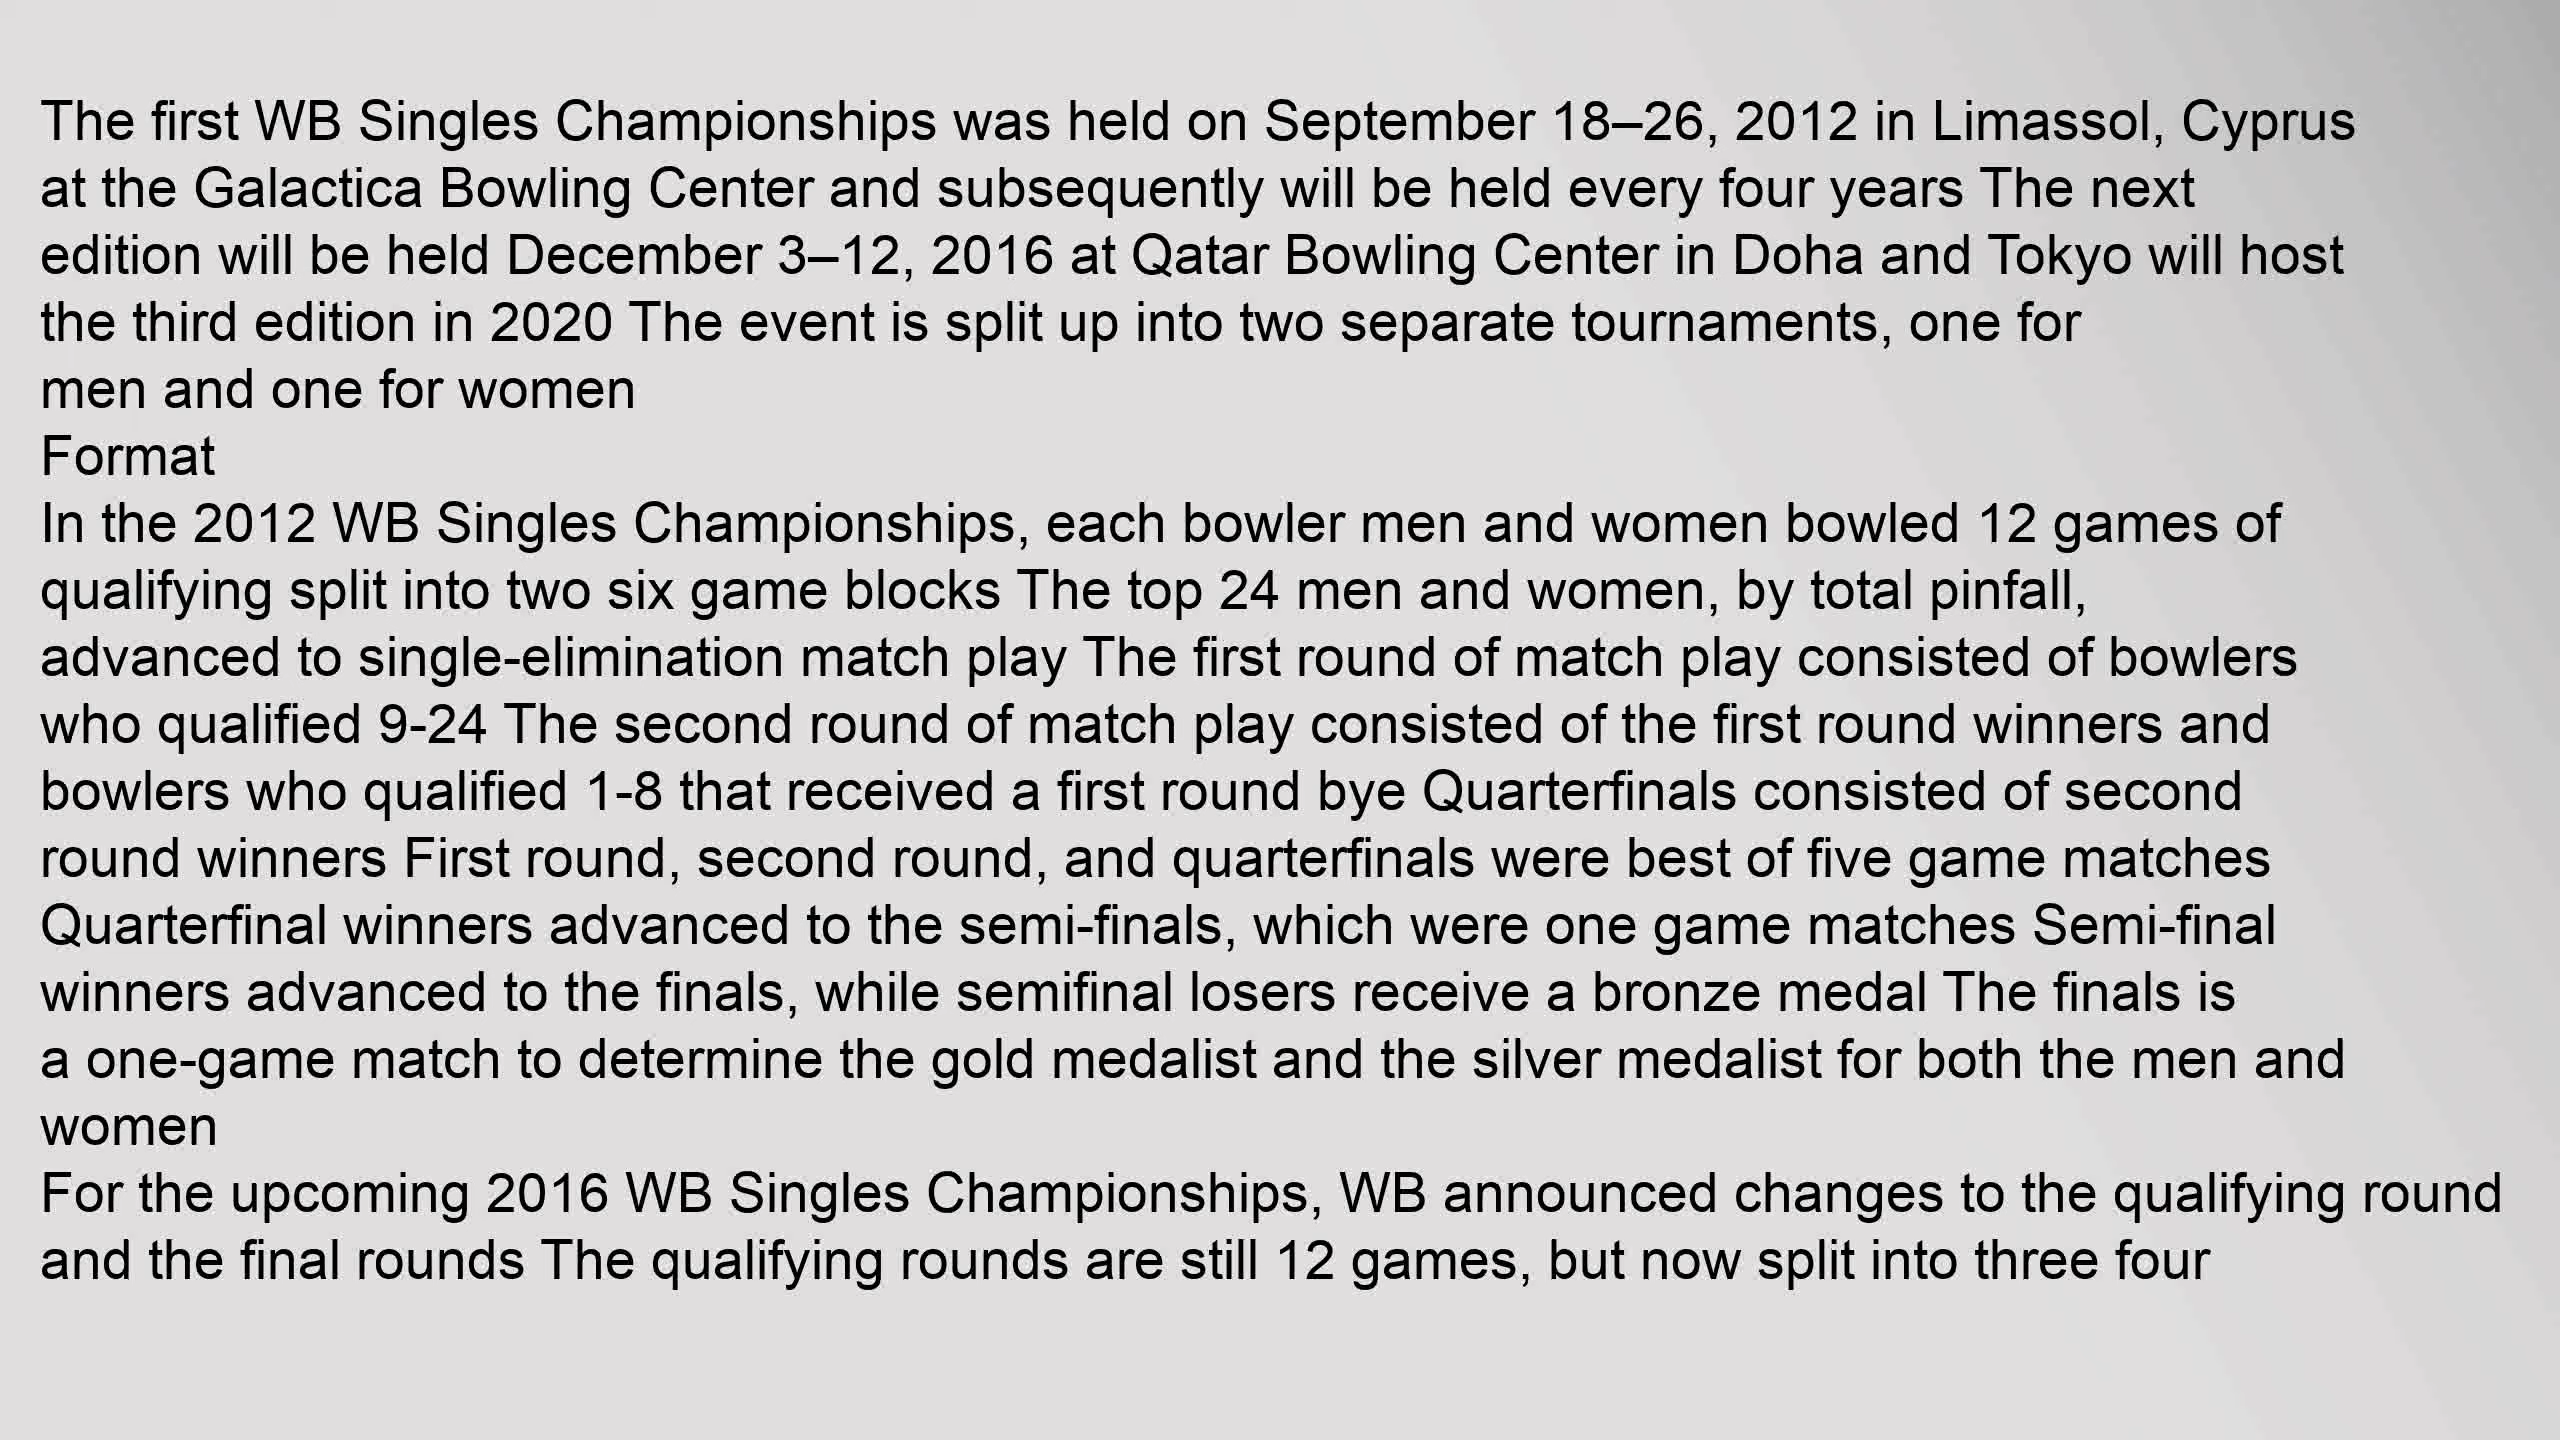 The first WB Singles Championships was held on September 18–26, 2012 in Limassol, Cyprus
at the Galactica Bowling Center and subsequently will be held every four years The next
edition will be held December 3–12, 2016 at Qatar Bowling Center in Doha and Tokyo will host
the third edition in 2020 The event is split up into two separate tournaments, one for
men and one for women
Format
In the 2012 WB Singles Championships, each bowler men and women bowled 12 games of
qualifying split into two six game blocks The top 24 men and women, by total pinfall,
advanced to single-elimination match play The first round of match play consisted of bowlers
who qualified 9-24 The second round of match play consisted of the first round winners and
bowlers who qualified 1-8 that received a first round bye Quarterfinals consisted of second
round winners First round, second round, and quarterfinals were best of five game matches
Quarterfinal winners advanced to the semi-finals, which were one game matches Semi-final
winners advanced to the finals, while semifinal losers receive a bronze medal The finals is
a one-game match to determine the gold medalist and the silver medalist for both the men and
women
For the upcoming 2016 WB Singles Championships, WB announced changes to the qualifying round
and the final rounds The qualifying rounds are still 12 games, but now split into three four